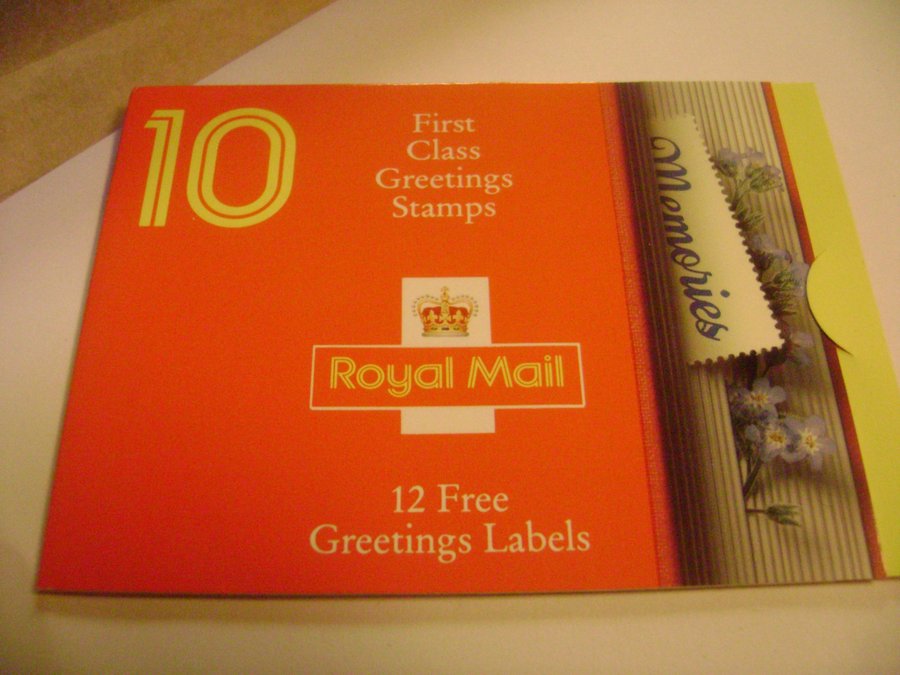 10
First
Class
Greetings
Stamps
Royal Mail
12 Free
Greetings Labels
Memories